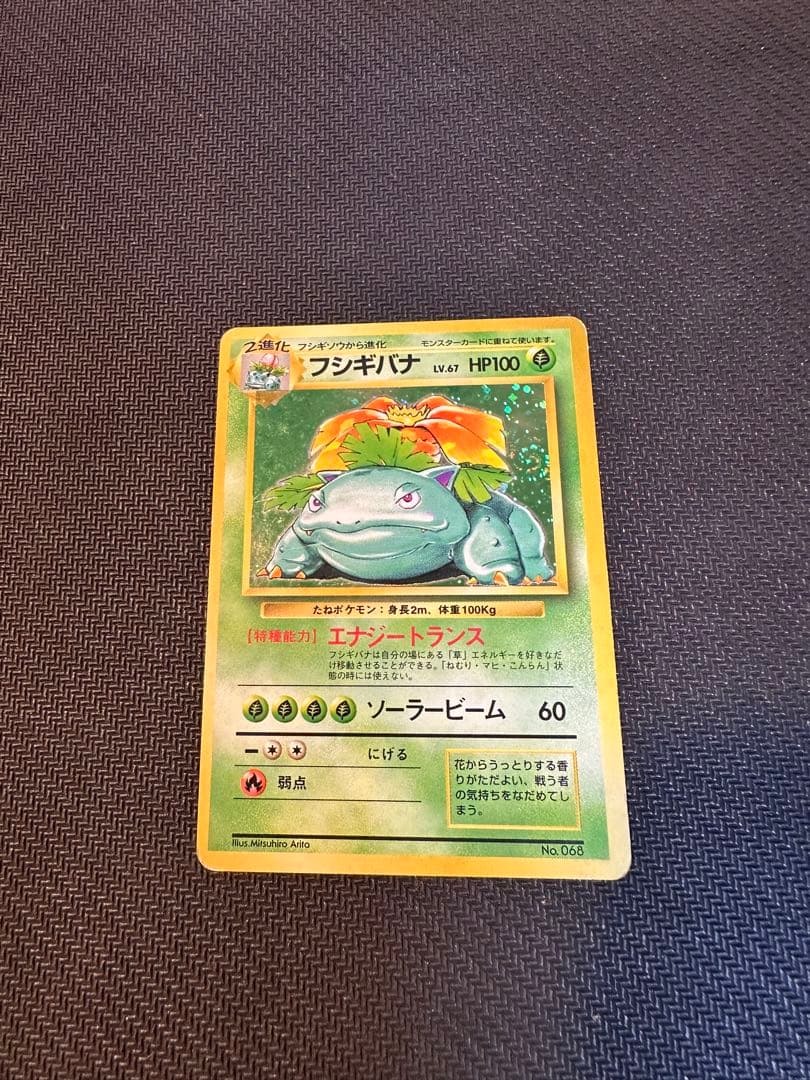 2進化 フシギソウから進化 モンスターカードに重ねて使います。
フシギバナ LV.67 HP100
たねポケモン：身長2m、体重100Kg
【特種能力】 エナジートランス
フシギバナは自分の場にある「草」エネルギーを好きなだ
け移動させることができる。「ねむり・マヒ・こんらん」状
態の時には使えない。
ソーラービーム 60
にげる
弱点
花からうっとりする香
りがただよい、戦う者
の気持ちをなだめてし
まう。
Illus.Mitsuhiro Arito
No. 068